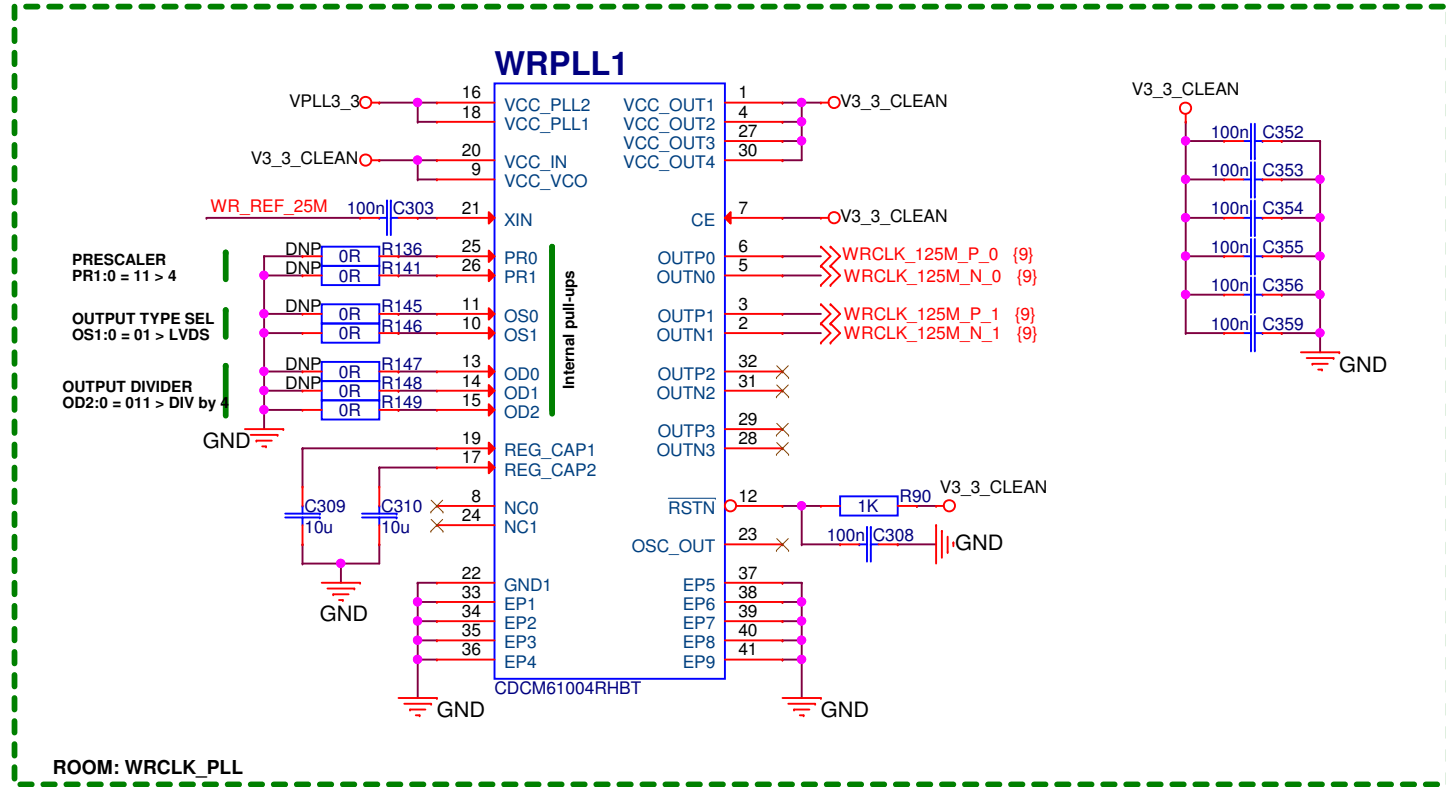 WRPLL1
VPLL3_3
16
VCC_PLL2
18
VCC_PLL1
V3_3_CLEAN
20
VCC_IN
9
VCC_VCO
WR_REF_25M
100n
C303
21
XIN
PRESCALER
PR1:0 = 11 > 4
DNP
0R
R136
25
PR0
DNP
0R
R141
26
PR1
OUTPUT TYPE SEL
OS1:0 = 01 > LVDS
DNP
0R
R145
11
OS0
0R
R146
10
OS1
OUTPUT DIVIDER
OD2:0 = 011 > DIV by 4
DNP
0R
R147
13
OD0
DNP
0R
R148
14
OD1
0R
R149
15
OD2
GND
Internal pull-ups
19
REG_CAP1
17
REG_CAP2
C309
10u
C310
10u
GND
8
NC0
24
NC1
22
GND1
33
EP1
34
EP2
35
EP3
36
EP4
GND
CDCM61004RHBT
VCC_OUT1
1
V3_3_CLEAN
VCC_OUT2
4
VCC_OUT3
27
VCC_OUT4
30
CE
7
V3_3_CLEAN
OUTP0
6
WRCLK_125M_P_0 {9}
OUTN0
5
WRCLK_125M_N_0 {9}
OUTP1
3
WRCLK_125M_P_1 {9}
OUTN1
2
WRCLK_125M_N_1 {9}
OUTP2
32
OUTN2
31
OUTP3
29
OUTN3
28
RSTN
12
1K
R90
V3_3_CLEAN
100n
C308
GND
OSC_OUT
23
EP5
37
EP6
38
EP7
39
EP8
40
EP9
41
GND
V3_3_CLEAN
100n
C352
100n
C353
100n
C354
100n
C355
100n
C356
100n
C359
GND
ROOM: WRCLK_PLL